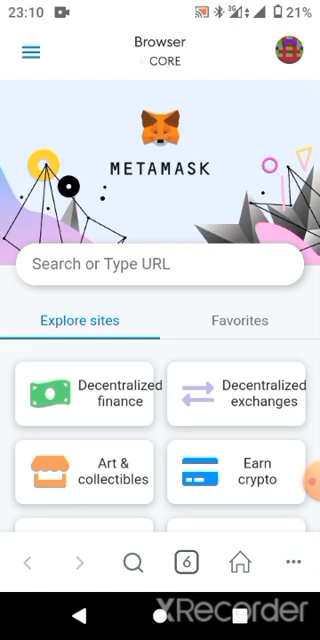 23:10
3G
21%
Browser
CORE
METAMASK
Search or Type URL
Explore sites
Favorites
Decentralized
finance
Decentralized
exchanges
Art &
collectibles
Earn
crypto
6
XRecorder